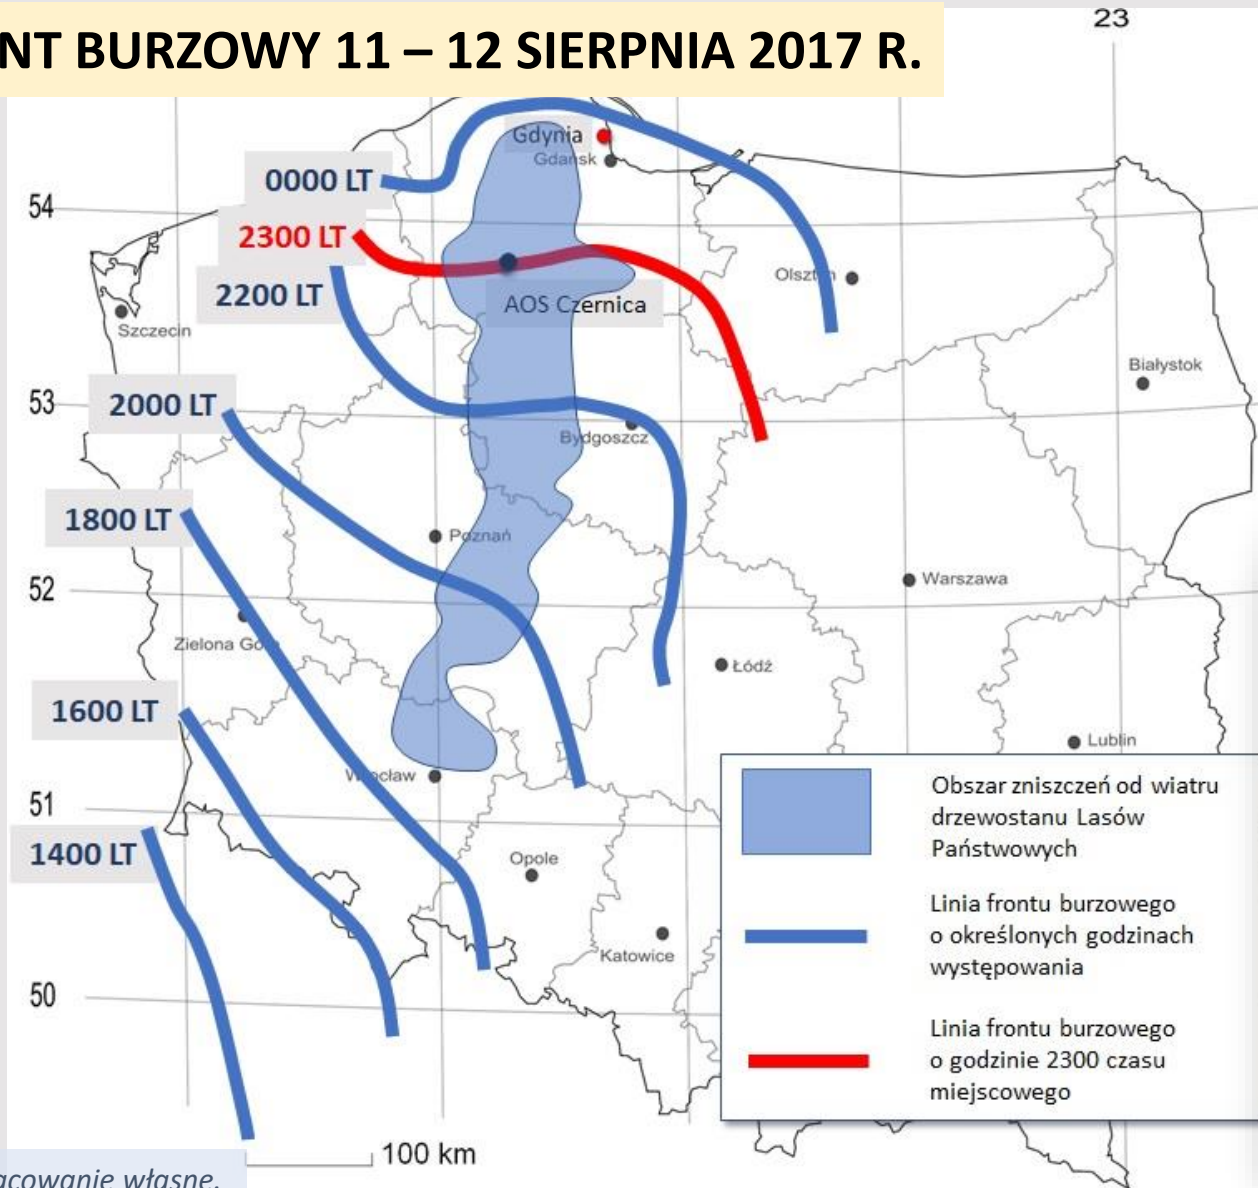 NT BURZOWY 11 – 12 SIERPNIA 2017 R.
23
Gdynia
Gdańsk
0000 LT
54
2300 LT
2200 LT
Olsztyn
AOS Czernica
Szczecin
Białystok
53
2000 LT
Bydgoszcz
1800 LT
Poznań
Warszawa
52
Zielona Góra
Łódź
1600 LT
Lublin
Wrocław
51
1400 LT
Opole
Katowice
50
Obszar zniszczeń od wiatru
drzewostanu Lasów
Państwowych
Linia frontu burzowego
o określonych godzinach
występowania
Linia frontu burzowego
o godzinie 2300 czasu
miejscowego
100 km
acowanie własne.